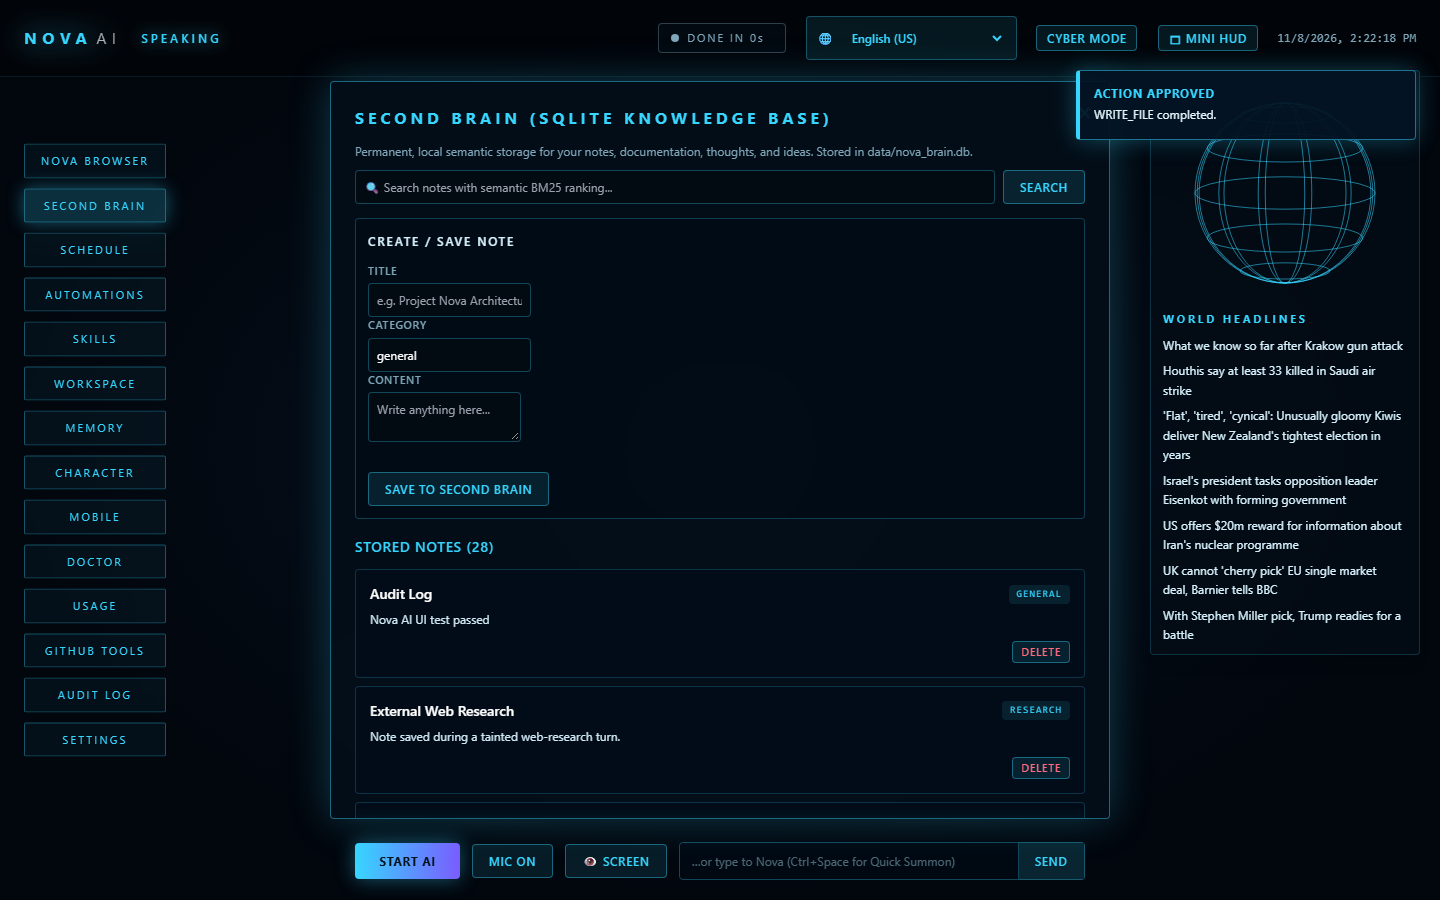 NOVA AI SPEAKING
DONE IN 0s
English (US)
CYBER MODE
MINI HUD
11/8/2026, 2:22:18 PM
ACTION APPROVED
WRITE_FILE completed.
NOVA BROWSER
SECOND BRAIN
SCHEDULE
AUTOMATIONS
SKILLS
WORKSPACE
MEMORY
CHARACTER
MOBILE
DOCTOR
USAGE
GITHUB TOOLS
AUDIT LOG
SETTINGS
SECOND BRAIN (SQLITE KNOWLEDGE BASE)
Permanent, local semantic storage for your notes, documentation, thoughts, and ideas. Stored in data/nova_brain.db.
Search notes with semantic BM25 ranking...
SEARCH
CREATE / SAVE NOTE
TITLE
e.g. Project Nova Architectu
CATEGORY
general
CONTENT
Write anything here...
SAVE TO SECOND BRAIN
STORED NOTES (28)
Audit Log
GENERAL
Nova AI UI test passed
DELETE
External Web Research
RESEARCH
Note saved during a tainted web-research turn.
DELETE
WORLD HEADLINES
What we know so far after Krakow gun attack
Houthis say at least 33 killed in Saudi air
strike
'Flat', 'tired', 'cynical': Unusually gloomy Kiwis
deliver New Zealand's tightest election in
years
Israel's president tasks opposition leader
Eisenkot with forming government
US offers $20m reward for information about
Iran's nuclear programme
UK cannot 'cherry pick' EU single market
deal, Barnier tells BBC
With Stephen Miller pick, Trump readies for a
battle
START AI
MIC ON
SCREEN
...or type to Nova (Ctrl+Space for Quick Summon)
SEND